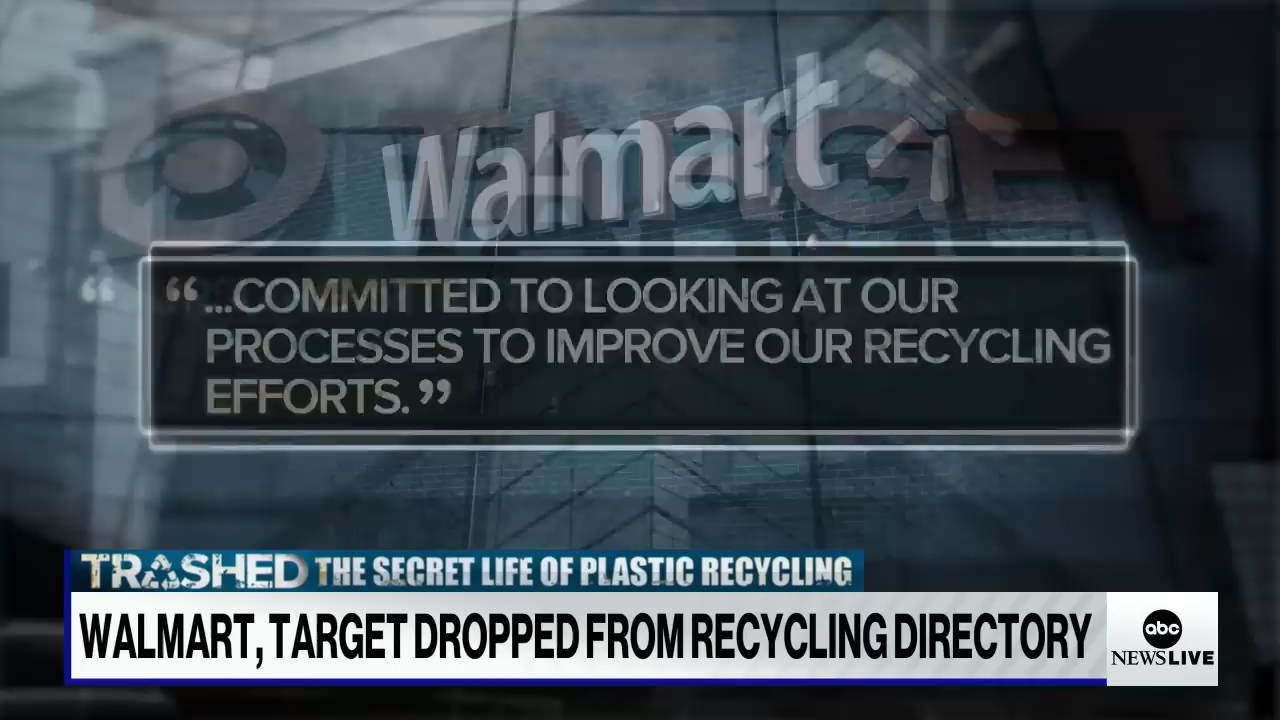 Walmart
TARGET
“...COMMITTED TO LOOKING AT OUR
PROCESSES TO IMPROVE OUR RECYCLING
EFFORTS.”
TRASHED THE SECRET LIFE OF PLASTIC RECYCLING
WALMART, TARGET DROPPED FROM RECYCLING DIRECTORY
abc
NEWSLIVE